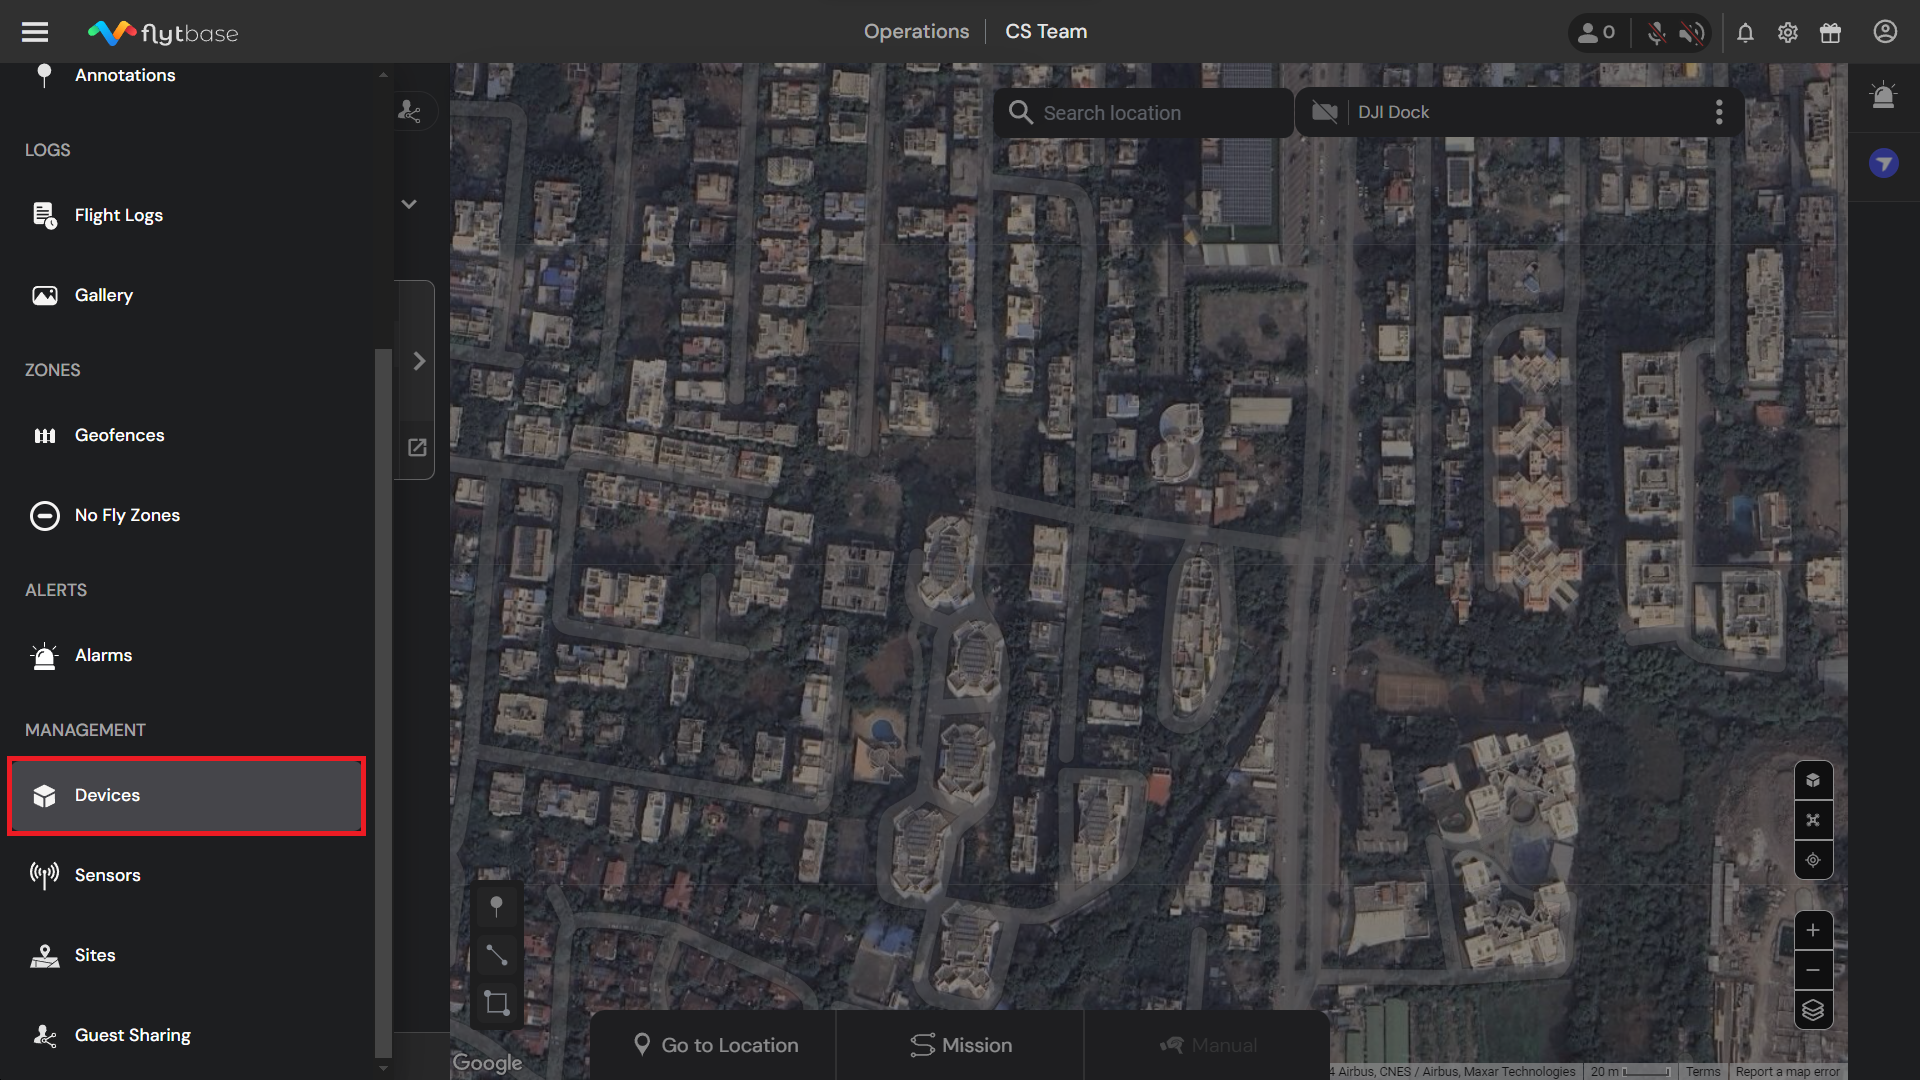 flytbase
Operations
CS Team
0
Annotations
LOGS
Flight Logs
Gallery
ZONES
Geofences
No Fly Zones
ALERTS
Alarms
MANAGEMENT
Devices
Sensors
Sites
Guest Sharing
Search location
DJI Dock
Go to Location
Mission
Manual
Google
4 Airbus, CNES / Airbus, Maxar Technologies
20 m
Terms
Report a map error